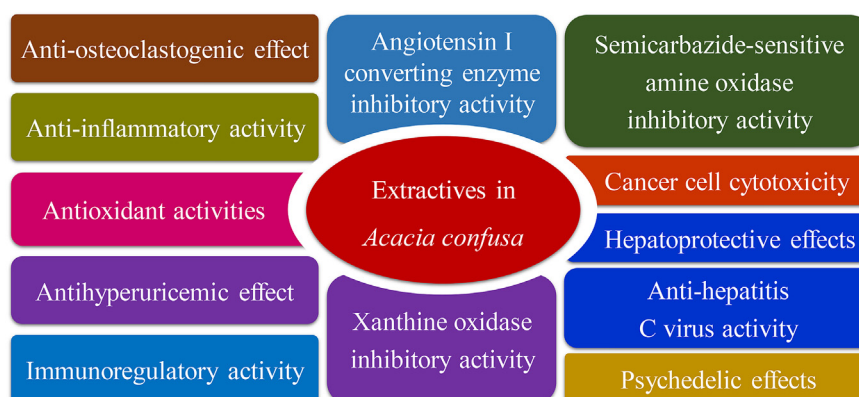 Anti-osteoclastogenic effect
Anti-inflammatory activity
Antioxidant activities
Antihyperuricemic effect
Immunoregulatory activity
Angiotensin I
converting enzyme
inhibitory activity
Extractives in
Acacia confusa
Xanthine oxidase
inhibitory activity
Semicarbazide-sensitive
amine oxidase
inhibitory activity
Cancer cell cytotoxicity
Hepatoprotective effects
Anti-hepatitis
C virus activity
Psychedelic effects